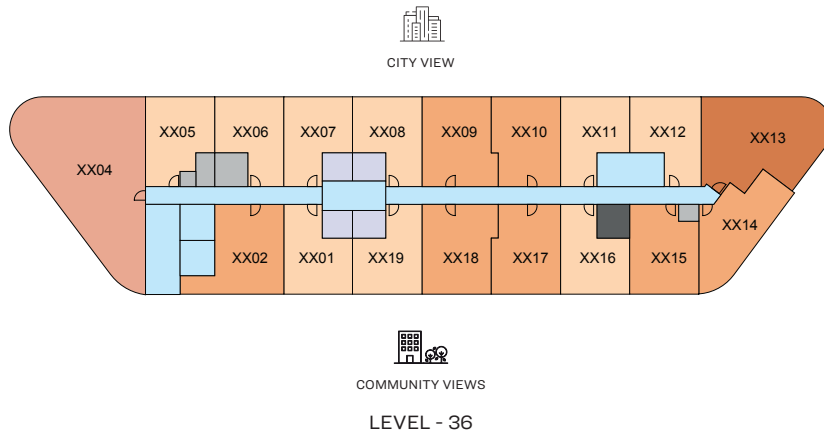 CITY VIEW
XX04
XX05
XX06
XX07
XX08
XX09
XX10
XX11
XX12
XX13
XX02
XX01
XX19
XX18
XX17
XX16
XX15
XX14
COMMUNITY VIEWS
LEVEL - 36